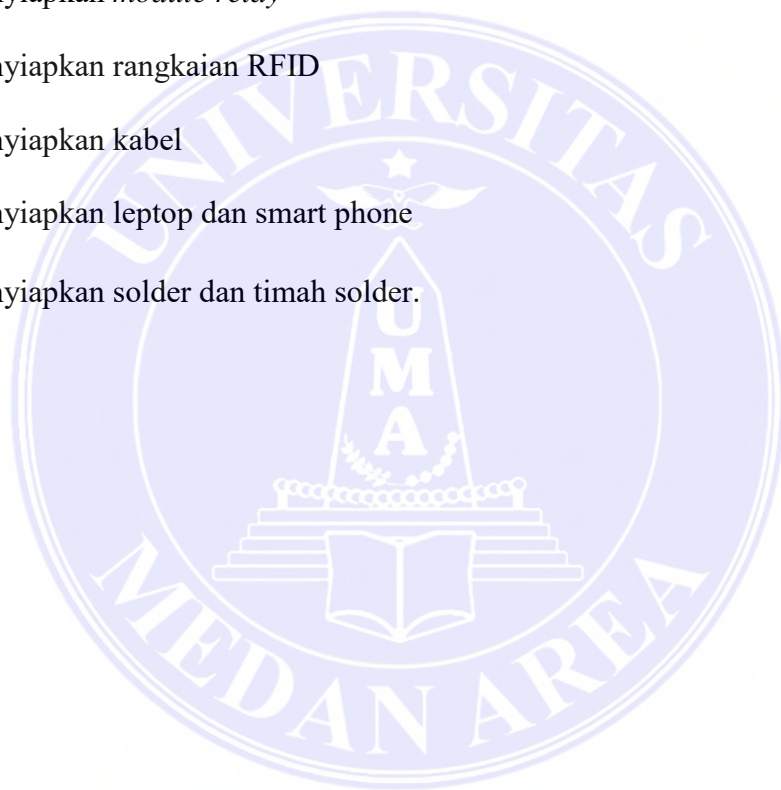 nyiapkan module relay
nyiapkan rangkaian RFID
nyiapkan kabel
nyiapkan leptop dan smart phone
nyiapkan solder dan timah solder.
UNIVERSITAS
UMA
MEDAN AREA